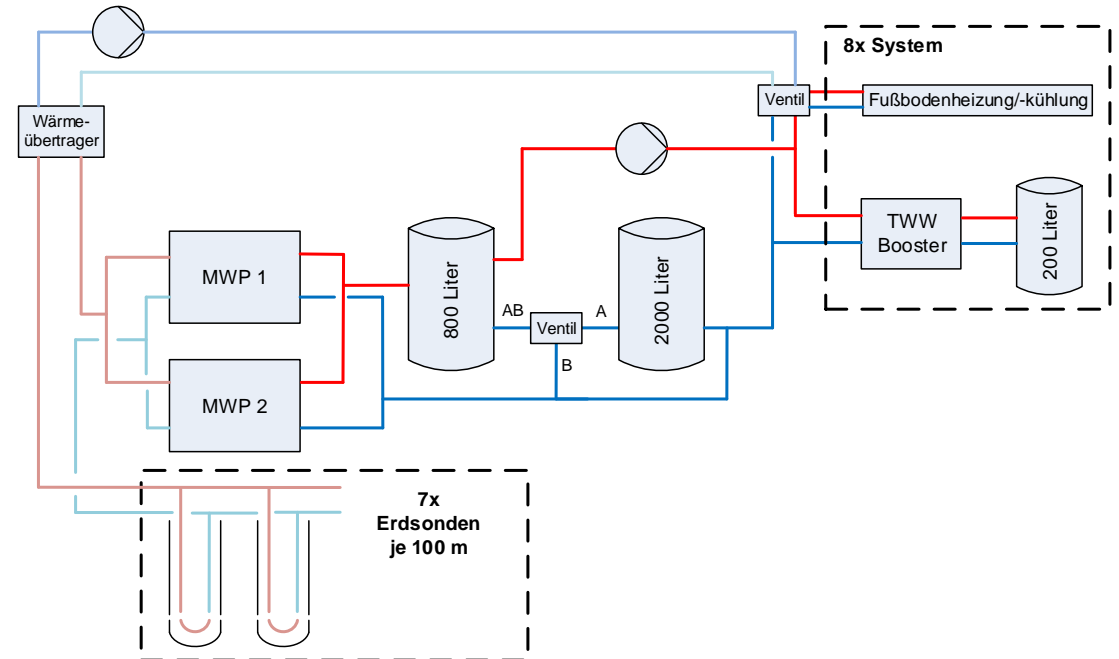 8x System
Ventil
Fußbodenheizung/-kühlung
Wärme-
übertrager
TWW
Booster
200 Liter
MWP 1
800 Liter
AB
Ventil
A
2000 Liter
B
MWP 2
7x
Erdsonden
je 100 m